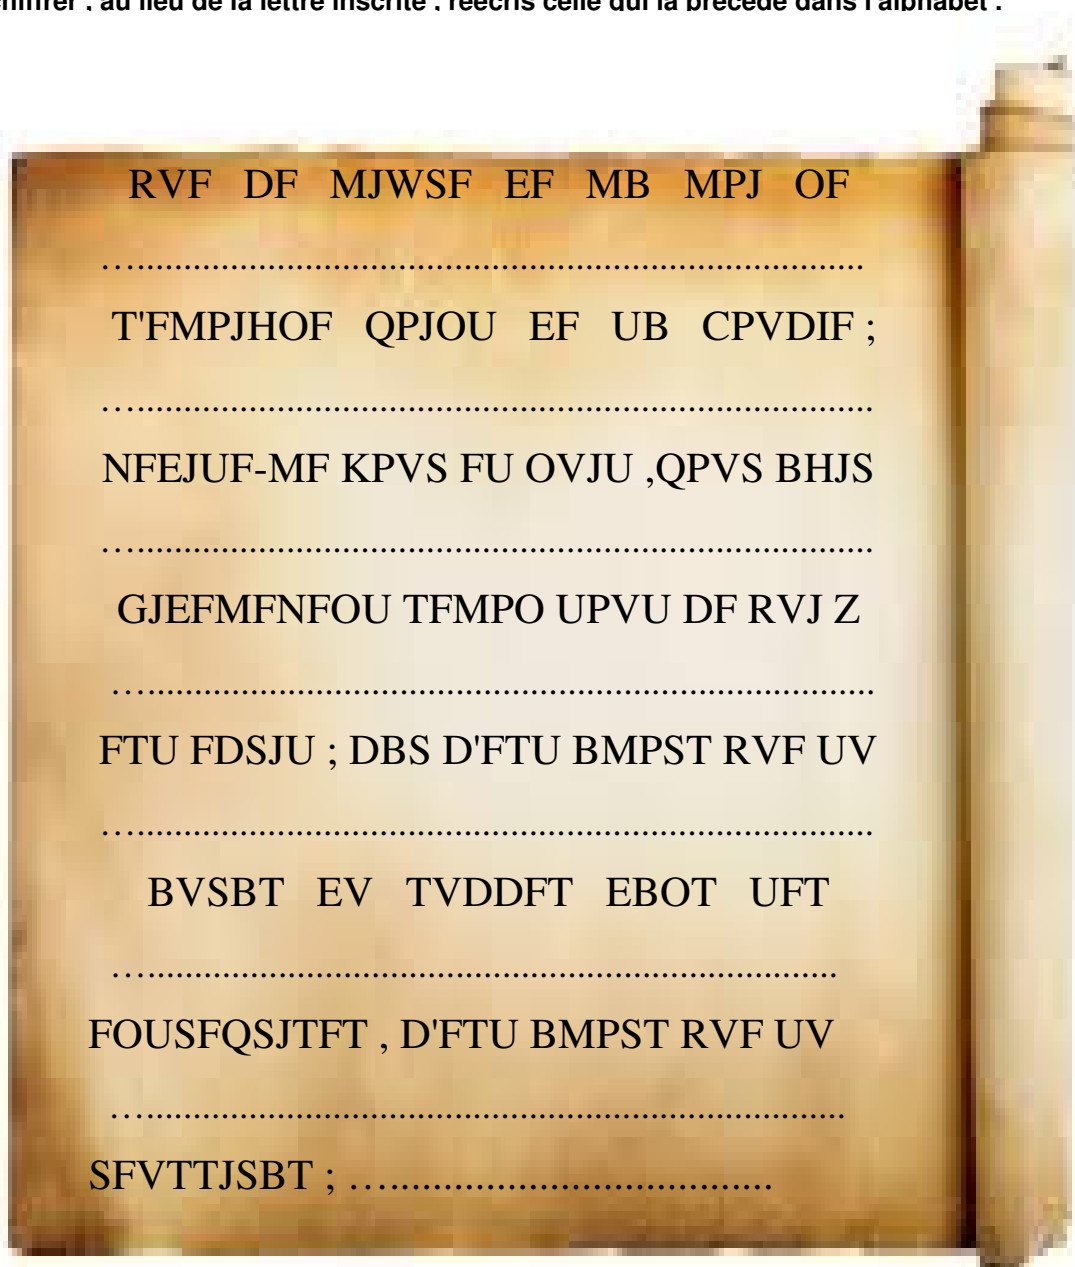 chiffrer , au lieu de la lettre inscrite , réécris celle qui la précède dans l'alphabet .
RVF DF MJWSF EF MB MPJ OF
….............................................................................
T'FMPJHOF QPJOU EF UB CPVDIF ;
…..............................................................................
NFEJUF-MF KPVS FU OVJU ,QPVS BHJS
…..............................................................................
GJEFMFNFOU TFMPO UPVU DF RVJ Z
….............................................................................
FTU FDSJU ; DBS D'FTU BMPST RVF UV
…..............................................................................
BVSBT EV TVDDFT EBOT UFT
….........................................................................
FOUSFQSJTFT , D'FTU BMPST RVF UV
…..........................................................................
SFVTTJSBT ; ….........................................